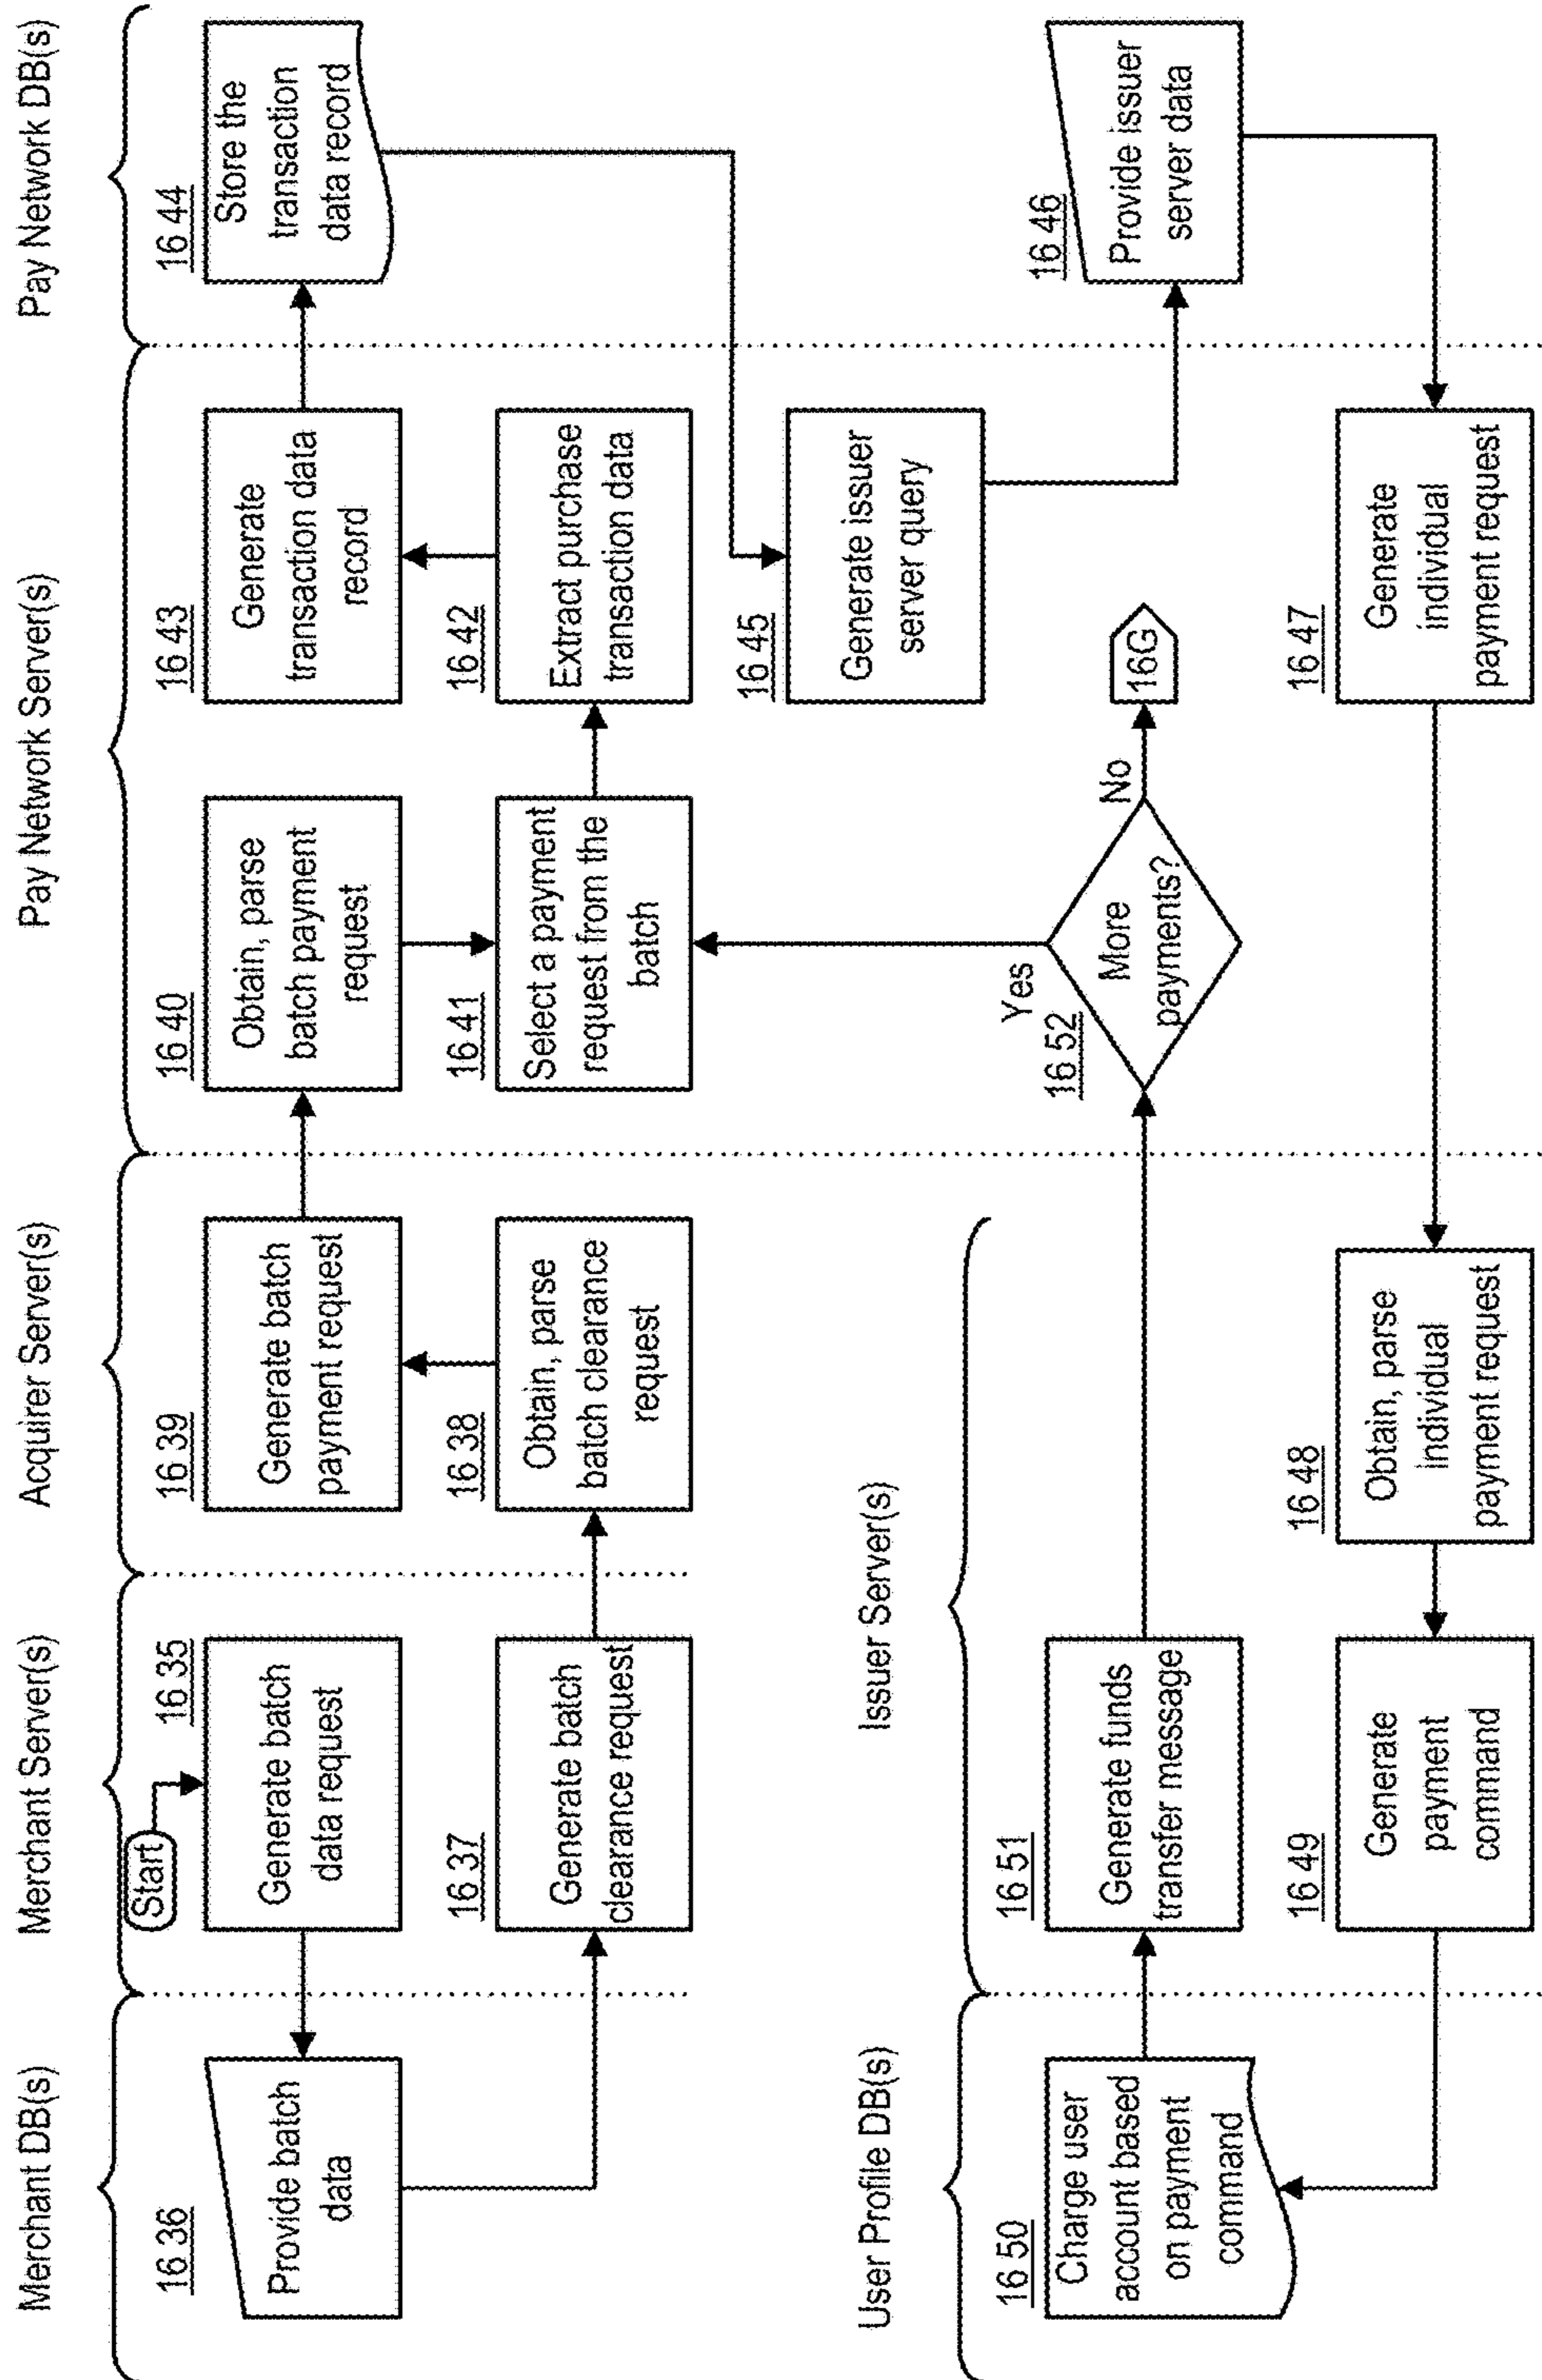 Merchant DB(s)
Merchant Server(s)
Acquirer Server(s)
Pay Network Server(s)
Pay Network DB(s)
Start
16 35
Generate batch
data request
16 36
Provide batch
data
16 37
Generate batch
clearance request
16 38
Obtain, parse
batch clearance
request
16 39
Generate batch
payment request
16 40
Obtain, parse
batch payment
request
16 41
Select a payment
request from the
batch
16 42
Extract purchase
transaction data
16 43
Generate
transaction data
record
16 44
Store the
transaction
data record
16 45
Generate issuer
server query
16 46
Provide issuer
server data
16 47
Generate
individual
payment request
User Profile DB(s)
Issuer Server(s)
16 48
Obtain, parse
individual
payment request
16 49
Generate
payment
command
16 50
Charge user
account based
on payment
command
16 51
Generate funds
transfer message
16 52
More
payments?
Yes
No
16G